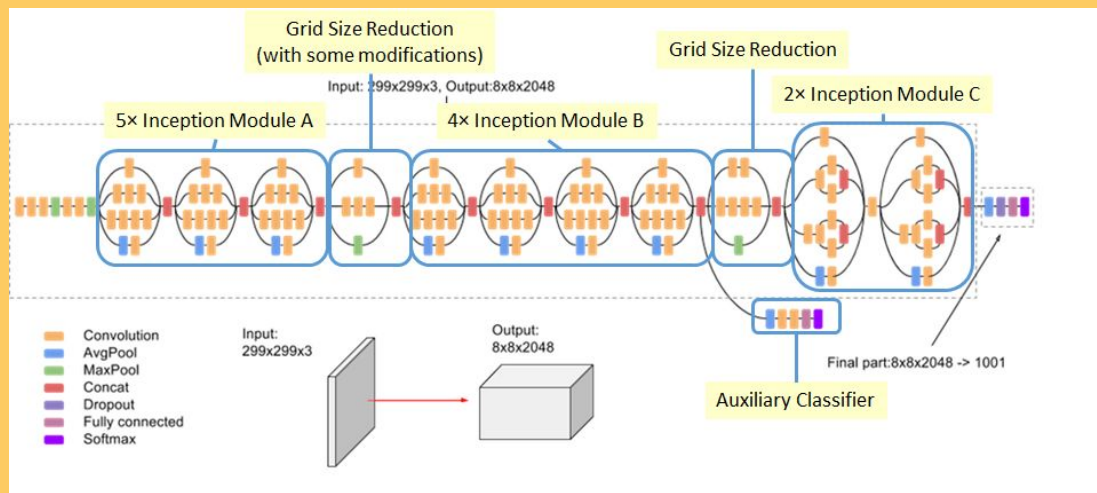 Grid Size Reduction
(with some modifications)
Grid Size Reduction
Input: 299x299x3, Output:8x8x2048
5× Inception Module A
4× Inception Module B
2× Inception Module C
Convolution
AvgPool
MaxPool
Concat
Dropout
Fully connected
Softmax
Input:
299x299x3
Output:
8x8x2048
Final part:8x8x2048 -> 1001
Auxiliary Classifier